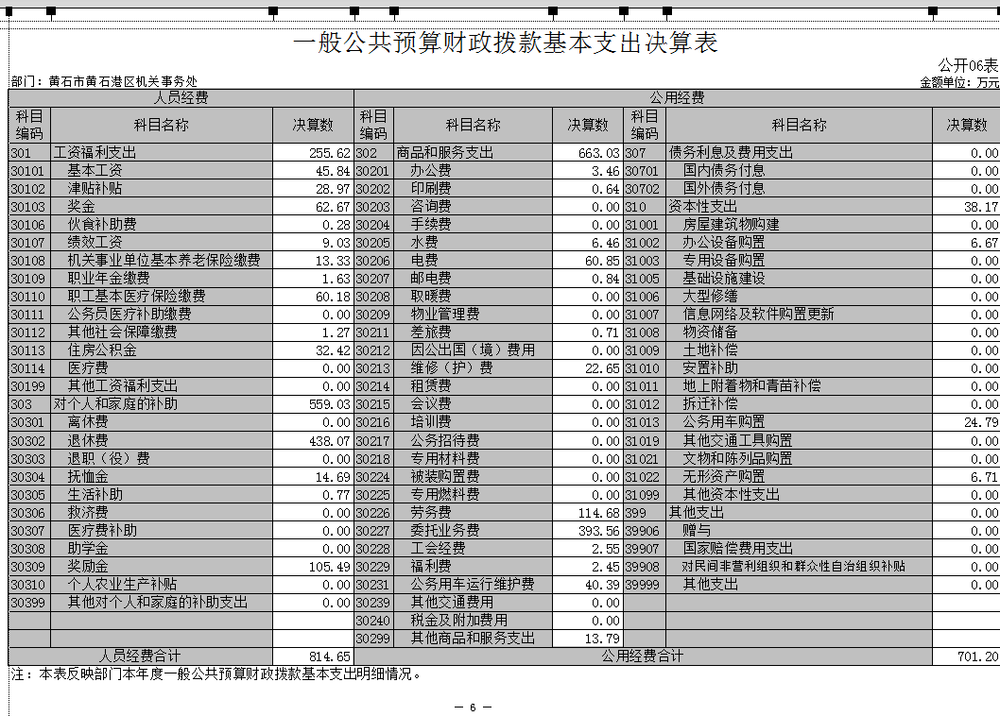 一般公共预算财政拨款基本支出决算表
公开06表
部门：黄石市黄石港区机关事务处 金额单位：万元
人员经费 公用经费
科目编码 科目名称 决算数 科目编码 科目名称 决算数 科目编码 科目名称 决算数
301 工资福利支出 255.62 302 商品和服务支出 663.03 307 债务利息及费用支出 0.00
30101 基本工资 45.84 30201 办公费 3.46 30701 国内债务付息 0.00
30102 津贴补贴 28.97 30202 印刷费 0.64 30702 国外债务付息 0.00
30103 奖金 62.67 30203 咨询费 0.00 310 资本性支出 38.17
30106 伙食补助费 0.28 30204 手续费 0.00 31001 房屋建筑物购建 0.00
30107 绩效工资 9.03 30205 水费 6.46 31002 办公设备购置 6.67
30108 机关事业单位基本养老保险缴费 13.33 30206 电费 60.85 31003 专用设备购置 0.00
30109 职业年金缴费 1.63 30207 邮电费 0.84 31005 基础设施建设 0.00
30110 职工基本医疗保险缴费 60.18 30208 取暖费 0.00 31006 大型修缮 0.00
30111 公务员医疗补助缴费 0.00 30209 物业管理费 0.00 31007 信息网络及软件购置更新 0.00
30112 其他社会保障缴费 1.27 30211 差旅费 0.71 31008 物资储备 0.00
30113 住房公积金 32.42 30212 因公出国（境）费用 0.00 31009 土地补偿 0.00
30114 医疗费 0.00 30213 维修（护）费 22.65 31010 安置补助 0.00
30199 其他工资福利支出 0.00 30214 租赁费 0.00 31011 地上附着物和青苗补偿 0.00
303 对个人和家庭的补助 559.03 30215 会议费 0.00 31012 拆迁补偿 0.00
30301 离休费 0.00 30216 培训费 0.00 31013 公务用车购置 24.79
30302 退休费 438.07 30217 公务招待费 0.00 31019 其他交通工具购置 0.00
30303 退职（役）费 0.00 30218 专用材料费 0.00 31021 文物和陈列品购置 0.00
30304 抚恤金 14.69 30224 被装购置费 0.00 31022 无形资产购置 6.71
30305 生活补助 0.77 30225 专用燃料费 0.00 31099 其他资本性支出 0.00
30306 救济费 0.00 30226 劳务费 114.68 399 其他支出 0.00
30307 医疗费补助 0.00 30227 委托业务费 393.56 39906 赠与 0.00
30308 助学金 0.00 30228 工会经费 2.55 39907 国家赔偿费用支出 0.00
30309 奖励金 105.49 30229 福利费 2.45 39908 对民间非营利组织和群众性自治组织补贴 0.00
30310 个人农业生产补贴 0.00 30231 公务用车运行维护费 40.39 39999 其他支出 0.00
30399 其他对个人和家庭的补助支出 0.00 30239 其他交通费用 0.00
30240 税金及附加费用 0.00
30299 其他商品和服务支出 13.79
人员经费合计 814.65 公用经费合计 701.20
注：本表反映部门本年度一般公共预算财政拨款基本支出明细情况。
— 6 —